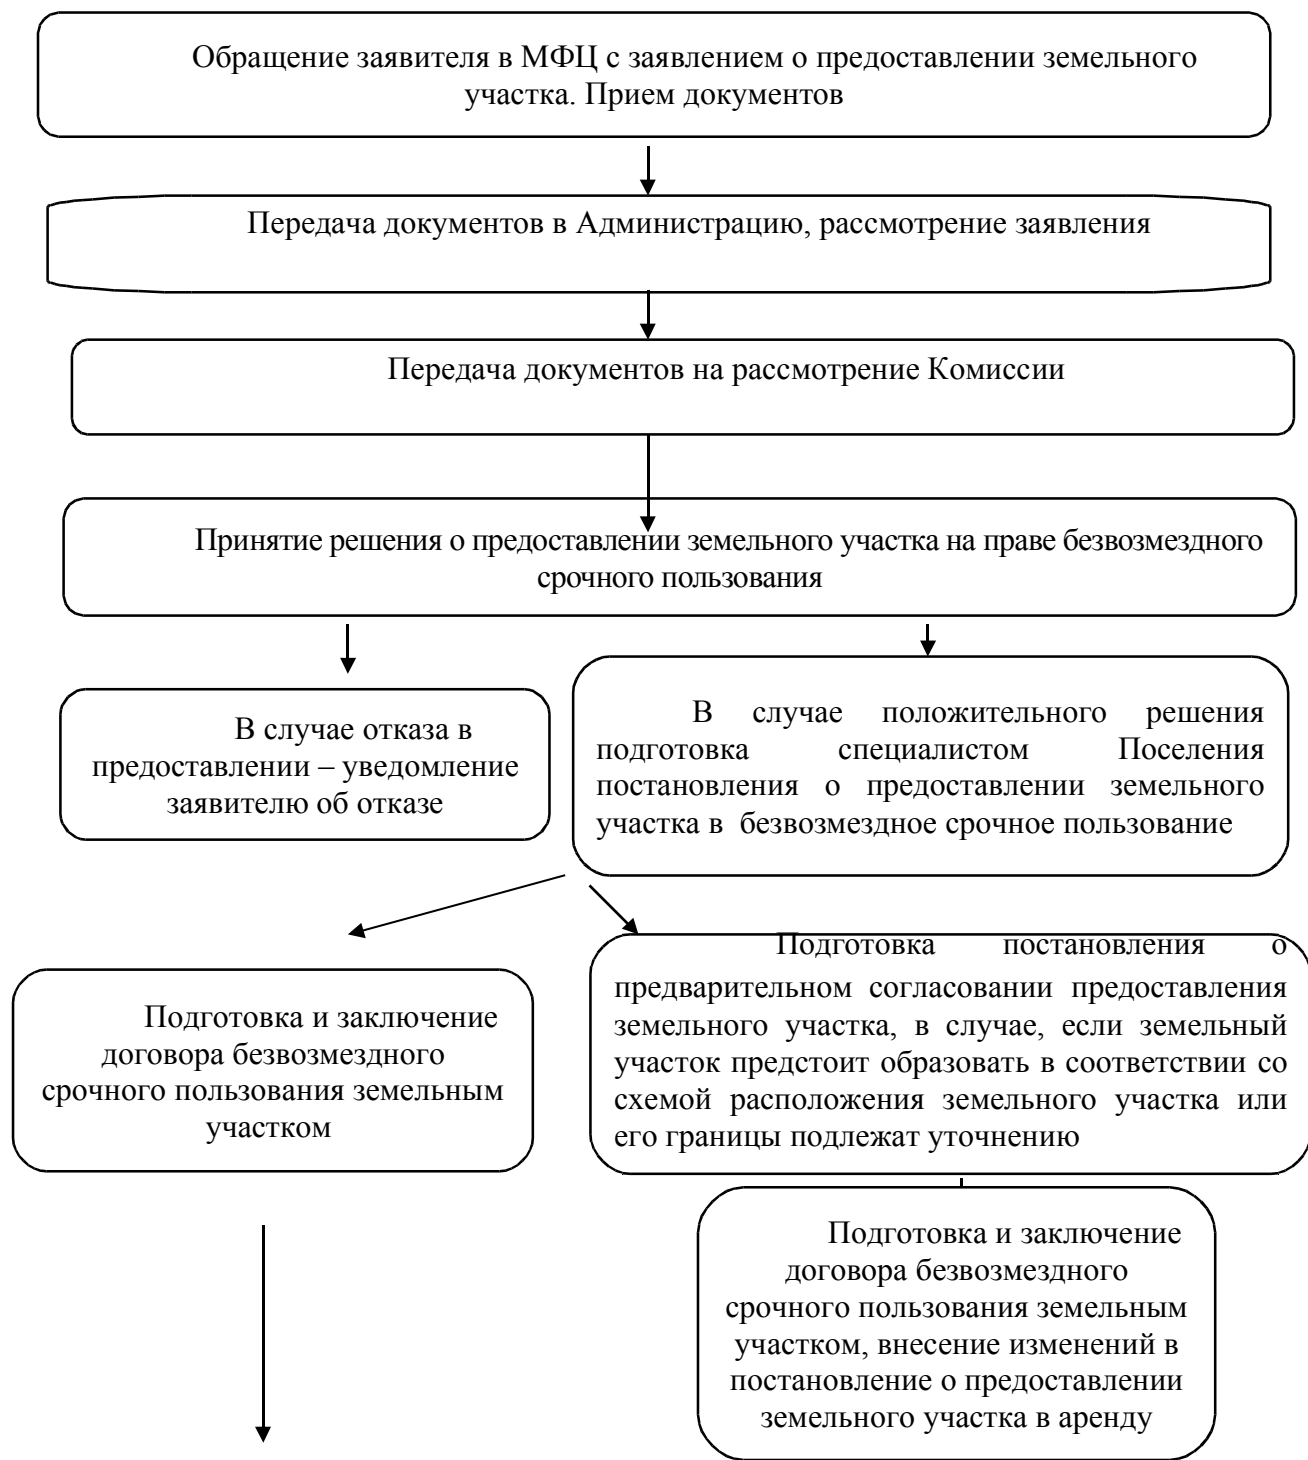 Обращение заявителя в МФЦ с заявлением о предоставлении земельного
участка. Прием документов
Передача документов в Администрацию, рассмотрение заявления
Передача документов на рассмотрение Комиссии
Принятие решения о предоставлении земельного участка на праве безвозмездного
срочного пользования
В случае отказа в
предоставлении – уведомление
заявителю об отказе
В случае положительного решения
подготовка специалистом Поселения
постановления о предоставлении земельного
участка в безвозмездное срочное пользование
Подготовка и заключение
договора безвозмездного
срочного пользования земельным
участком
Подготовка постановления о
предварительном согласовании предоставления
земельного участка, в случае, если земельный
участок предстоит образовать в соответствии со
схемой расположения земельного участка или
его границы подлежат уточнению
Подготовка и заключение
договора безвозмездного
срочного пользования земельным
участком, внесение изменений в
постановление о предоставлении
земельного участка в аренду